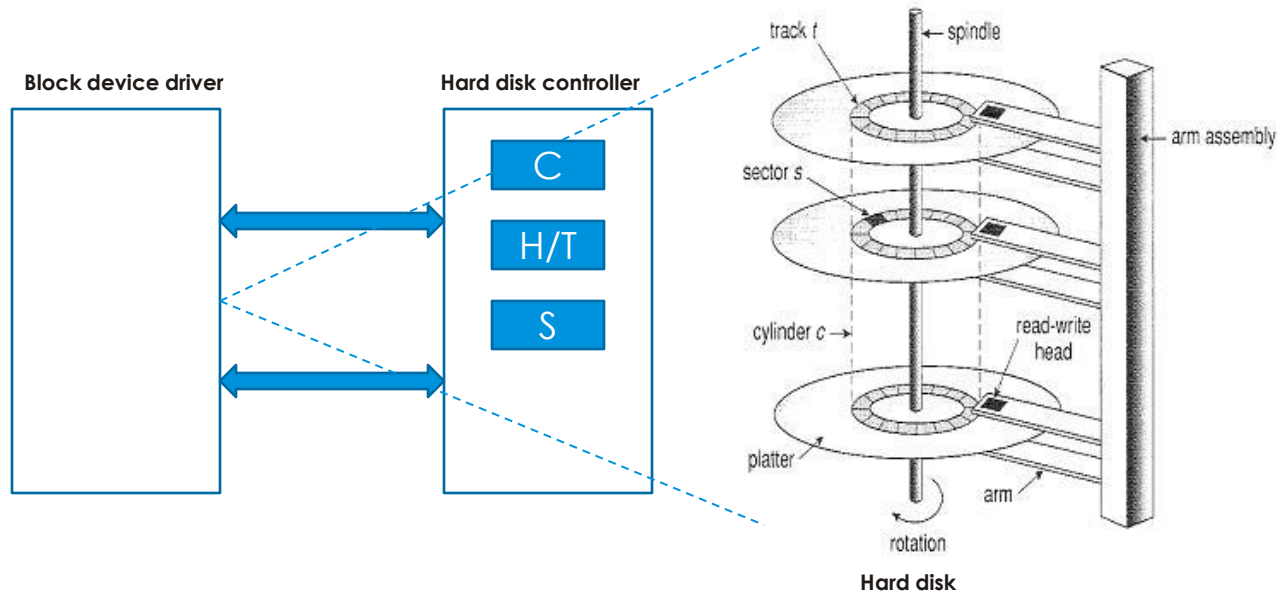 Block device driver
Hard disk controller
C
H/T
S
track t
spindle
arm assembly
sector s
cylinder c
read-write
head
platter
arm
rotation
Hard disk